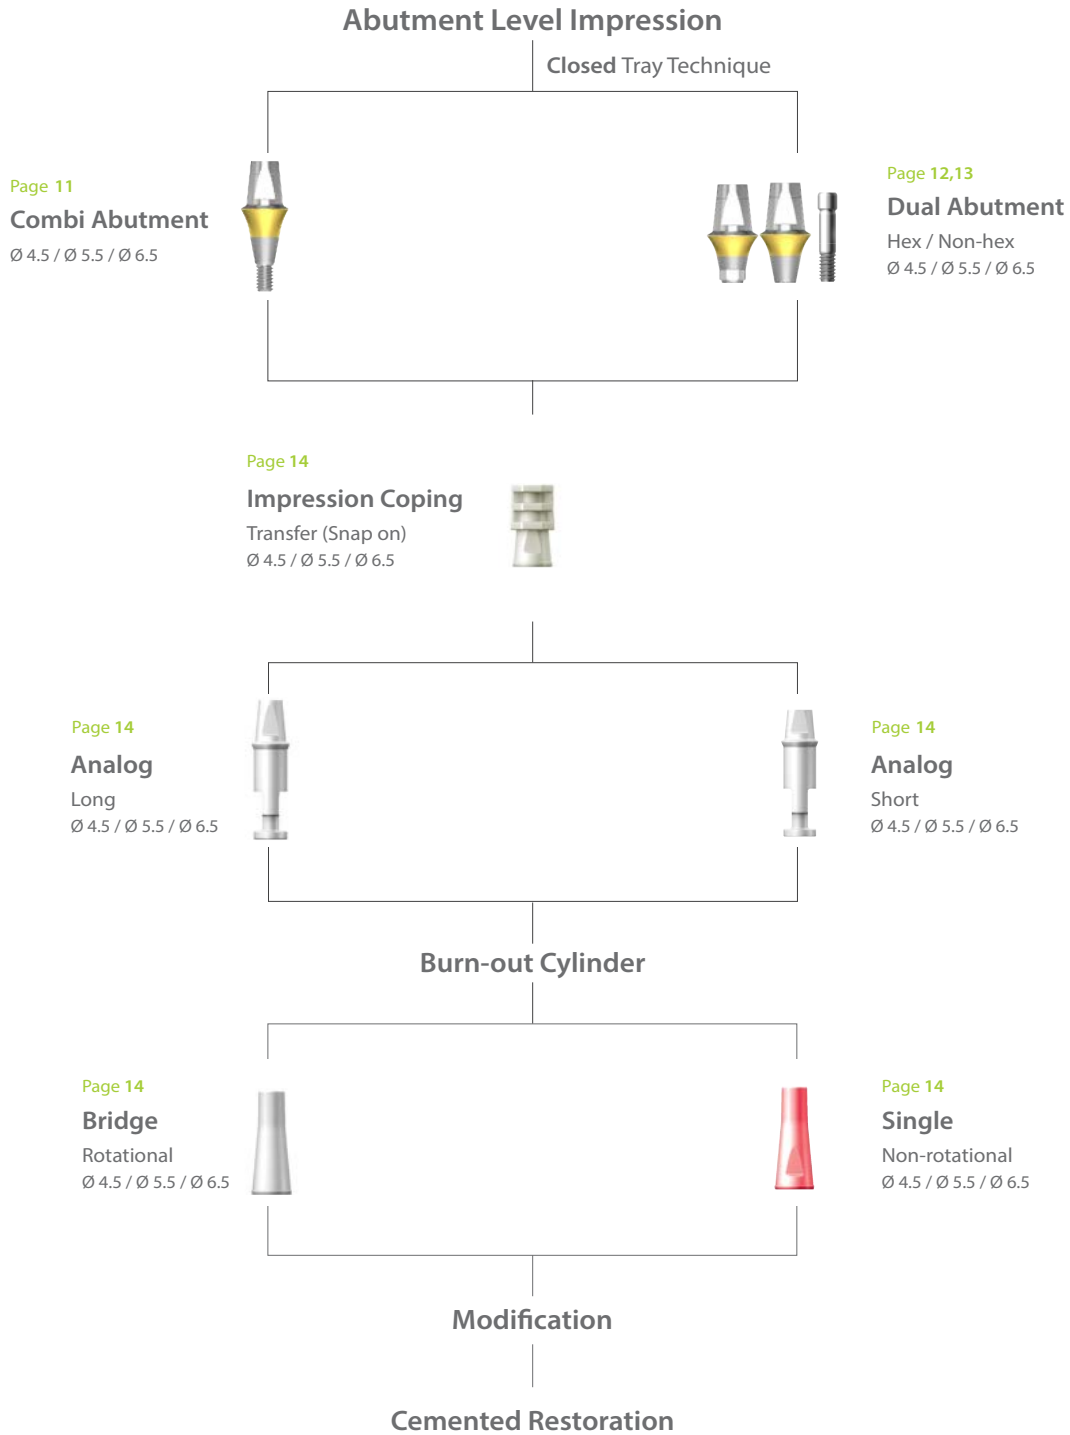 Abutment Level Impression
Closed Tray Technique
Page 11
Combi Abutment
Ø 4.5 / Ø 5.5 / Ø 6.5
Page 12,13
Dual Abutment
Hex / Non-hex
Ø 4.5 / Ø 5.5 / Ø 6.5
Page 14
Impression Coping
Transfer (Snap on)
Ø 4.5 / Ø 5.5 / Ø 6.5
Page 14
Analog
Long
Ø 4.5 / Ø 5.5 / Ø 6.5
Page 14
Analog
Short
Ø 4.5 / Ø 5.5 / Ø 6.5
Burn-out Cylinder
Page 14
Bridge
Rotational
Ø 4.5 / Ø 5.5 / Ø 6.5
Page 14
Single
Non-rotational
Ø 4.5 / Ø 5.5 / Ø 6.5
Modification
Cemented Restoration